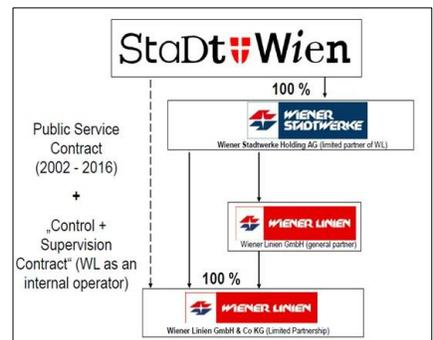 StaDt Wien
100 %
WIENER
STADTWERKE
Wiener Stadtwerke Holding AG (limited partner of WL)
Public Service
Contract
(2002 - 2016)
+
„Control +
Supervision
Contract“ (WL as an
internal operator)
WIENER LINIEN
Wiener Linien GmbH (general partner)
100 %
WIENER LINIEN
Wiener Linien GmbH & Co KG (Limited Partnership)